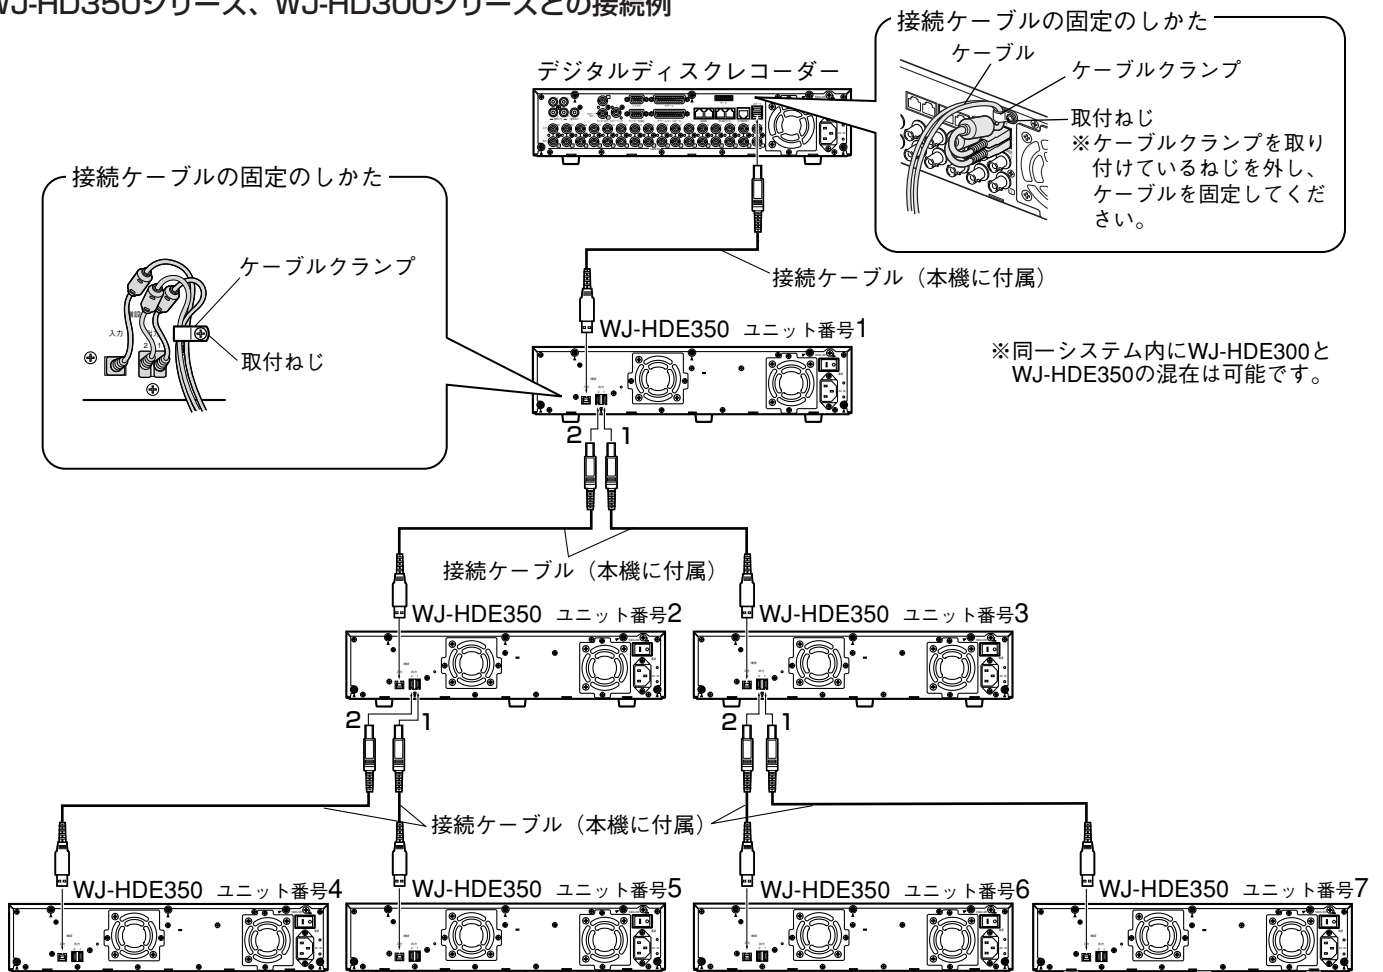 WJ-HD350シリーズ、WJ-HD300シリーズとの接続例
接続ケーブルの固定のしかた
ケーブル
ケーブルクランプ
取付ねじ
※ケーブルクランプを取り
付けているねじを外し、
ケーブルを固定してくだ
さい。
デジタルディスクレコーダー
接続ケーブルの固定のしかた
ケーブルクランプ
入力
2 1
取付ねじ
接続ケーブル（本機に付属）
WJ-HDE350 ユニット番号1
※同一システム内にWJ-HDE300と
WJ-HDE350の混在は可能です。
2 1
接続ケーブル（本機に付属）
WJ-HDE350 ユニット番号2
WJ-HDE350 ユニット番号3
2 1
2 1
接続ケーブル（本機に付属）
WJ-HDE350 ユニット番号4
WJ-HDE350 ユニット番号5
WJ-HDE350 ユニット番号6
WJ-HDE350 ユニット番号7